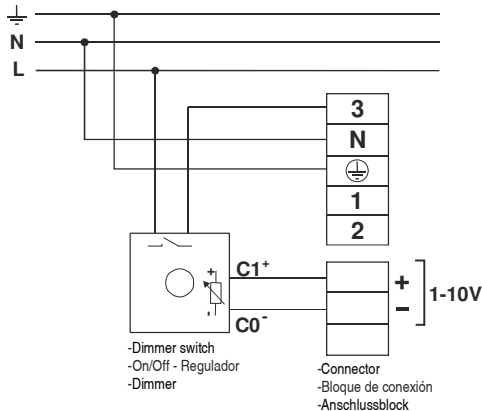 N
L
3
N
1
2
C1+
+
-
C0-
+
−
1-10V
-Dimmer switch
-On/Off - Regulador
-Dimmer
-Connector
-Bloque de conexión
-Anschlussblock